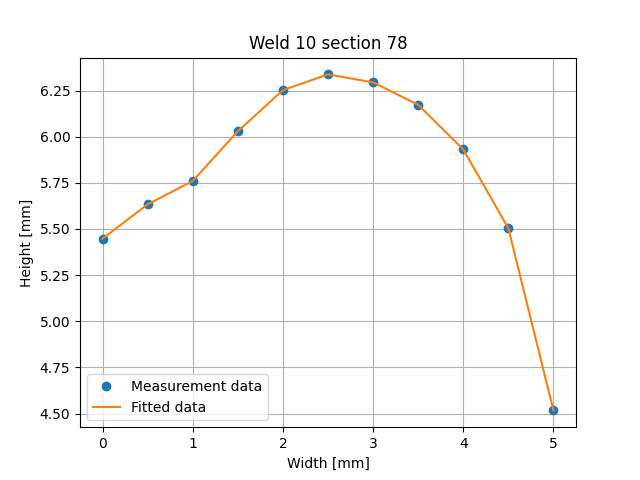 Weld 10 section 78
Height [mm]
6.25
6.00
5.75
5.50
5.25
5.00
4.75
4.50
Measurement data
Fitted data
0 1 2 3 4 5
Width [mm]